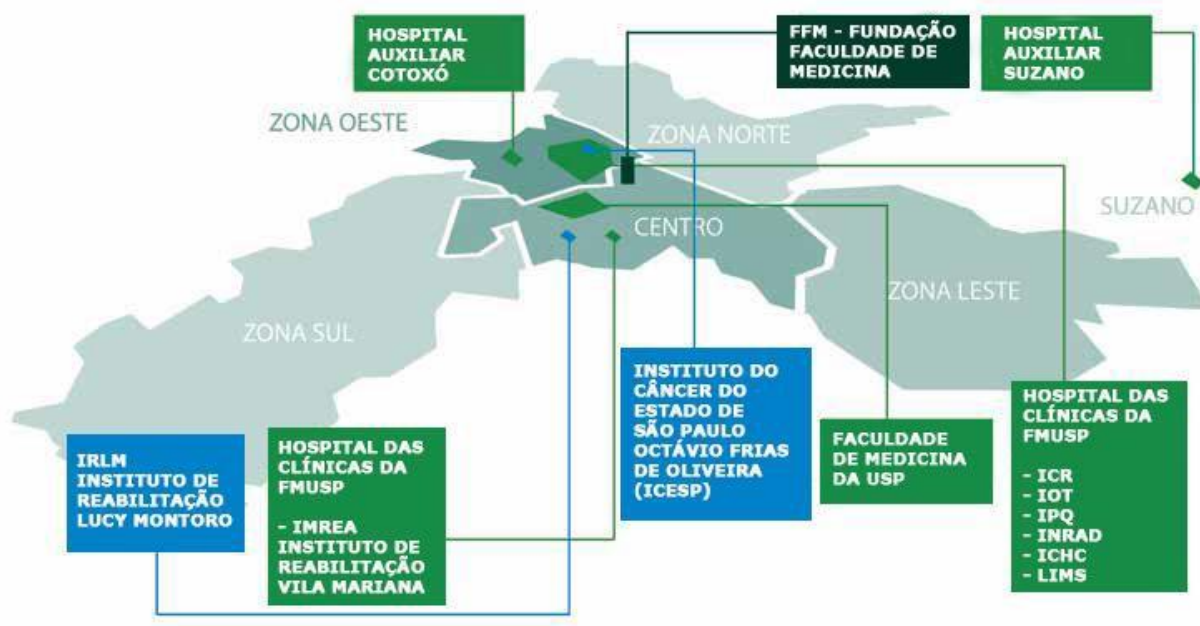 HOSPITAL
AUXILIAR
COTOXÓ
FFM - FUNDAÇÃO
FACULDADE DE
MEDICINA
HOSPITAL
AUXILIAR
SUZANO
ZONA OESTE
ZONA NORTE
SUZANO
CENTRO
ZONA LESTE
ZONA SUL
INSTITUTO DO
CÂNCER DO
ESTADO DE
SÃO PAULO
OCTÁVIO FRIAS
DE OLIVEIRA
(ICESP)
HOSPITAL DAS
CLÍNICAS DA
FMUSP
- ICR
- IOT
- IPQ
- INRAD
- ICHC
- LIMS
FACULDADE
DE MEDICINA
DA USP
HOSPITAL DAS
CLÍNICAS DA
FMUSP
- IMREA
INSTITUTO DE
REABILITAÇÃO
VILA MARIANA
IRLM
INSTITUTO DE
REABILITAÇÃO
LUCY MONTORO